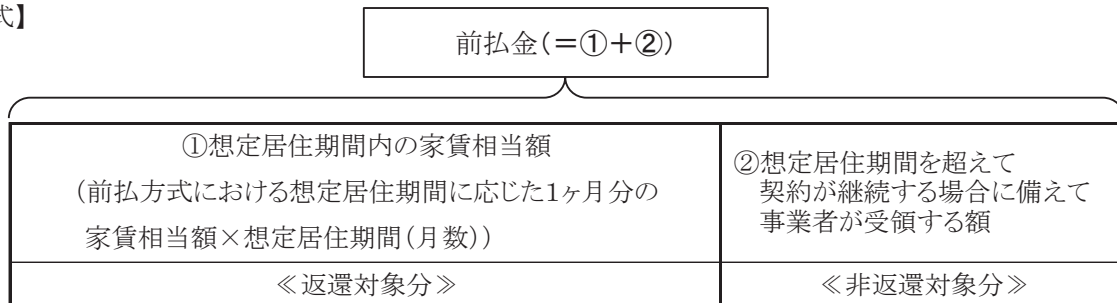 式】
前払金(=①+②)
①想定居住期間内の家賃相当額
(前払方式における想定居住期間に応じた1ヶ月分の
家賃相当額×想定居住期間(月数))
②想定居住期間を超えて
契約が継続する場合に備えて
事業者が受領する額
≪返還対象分≫
≪非返還対象分≫